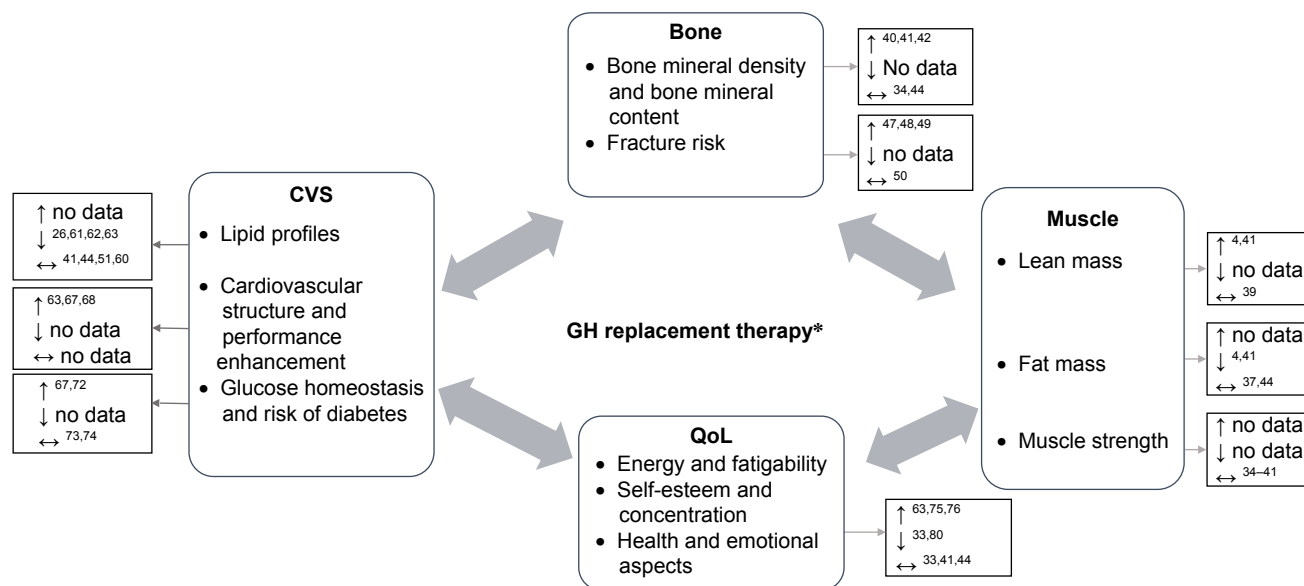 Bone
• Bone mineral density
and bone mineral
content
• Fracture risk
↑ 40,41,42
↓ No data
↔ 34,44
↑ 47,48,49
↓ no data
↔ 50
CVS
• Lipid profiles
• Cardiovascular
structure and
performance
enhancement
• Glucose homeostasis
and risk of diabetes
↑ no data
↓ 26,61,62,63
↔ 41,44,51,60
↑ 63,67,68
↓ no data
↔ no data
↑ 67,72
↓ no data
↔ 73,74
GH replacement therapy*
Muscle
• Lean mass
• Fat mass
• Muscle strength
↑ 4,41
↓ no data
↔ 39
↑ no data
↓ 4,41
↔ 37,44
↑ no data
↓ no data
↔ 34–41
QoL
• Energy and fatigability
• Self-esteem and
concentration
• Health and emotional
aspects
↑ 63,75,76
↓ 33,80
↔ 33,41,44